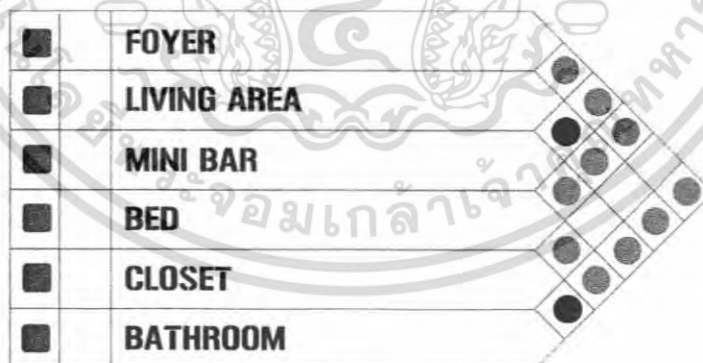 FOYER
LIVING AREA
MINI BAR
BED
CLOSET
BATHROOM